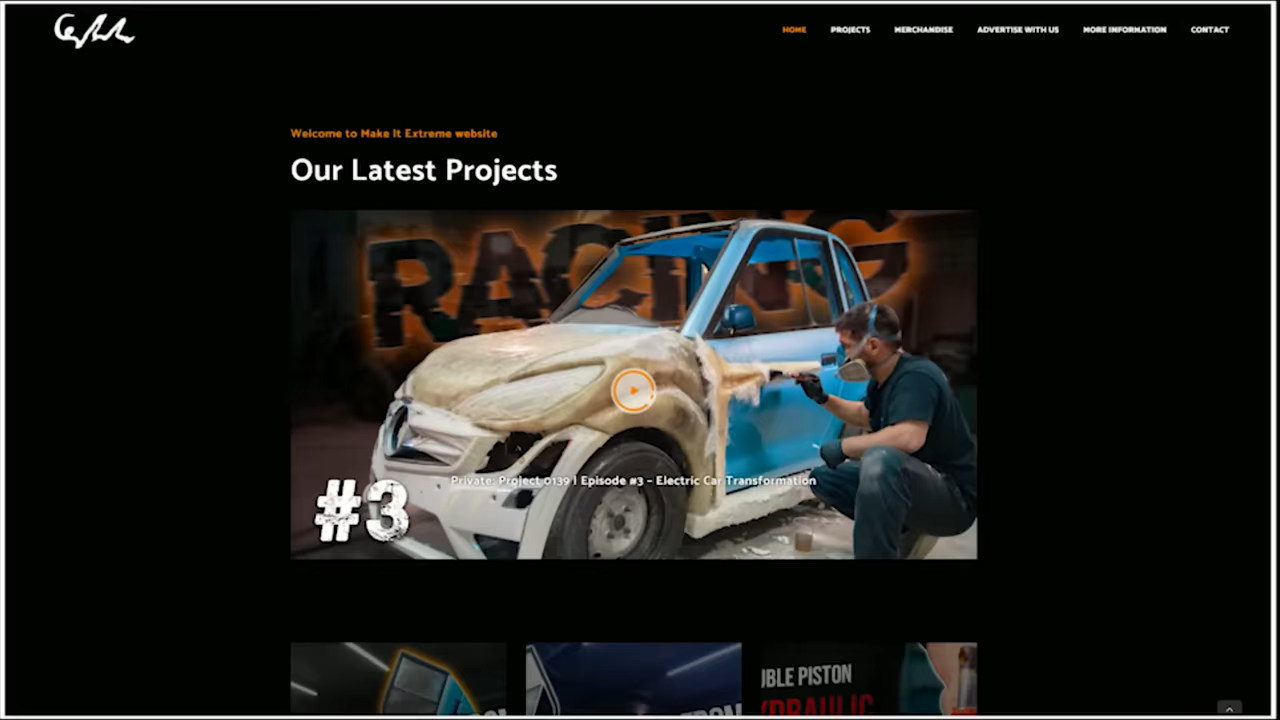 HOME PROJECTS MERCHANDISE ADVERTISE WITH US MORE INFORMATION CONTACT
Welcome to Make It Extreme website
Our Latest Projects
RACING
Private: Project 0139 | Episode #3 – Electric Car Transformation
#3
UBLE PISTON